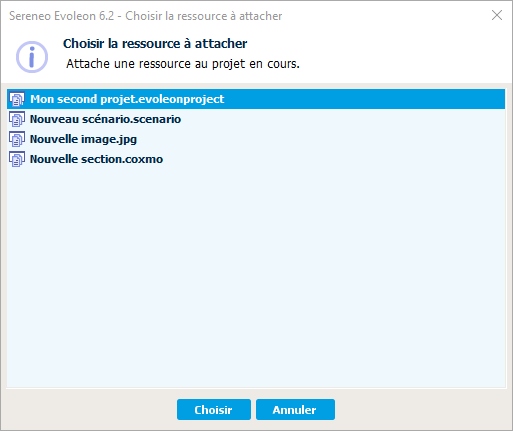 Sereneo Evoleon 6.2 - Choisir la ressource à attacher
Choisir la ressource à attacher
Attache une ressource au projet en cours.
Mon second projet.evoleonproject
Nouveau scénario.scenario
Nouvelle image.jpg
Nouvelle section.coxmo
Choisir
Annuler